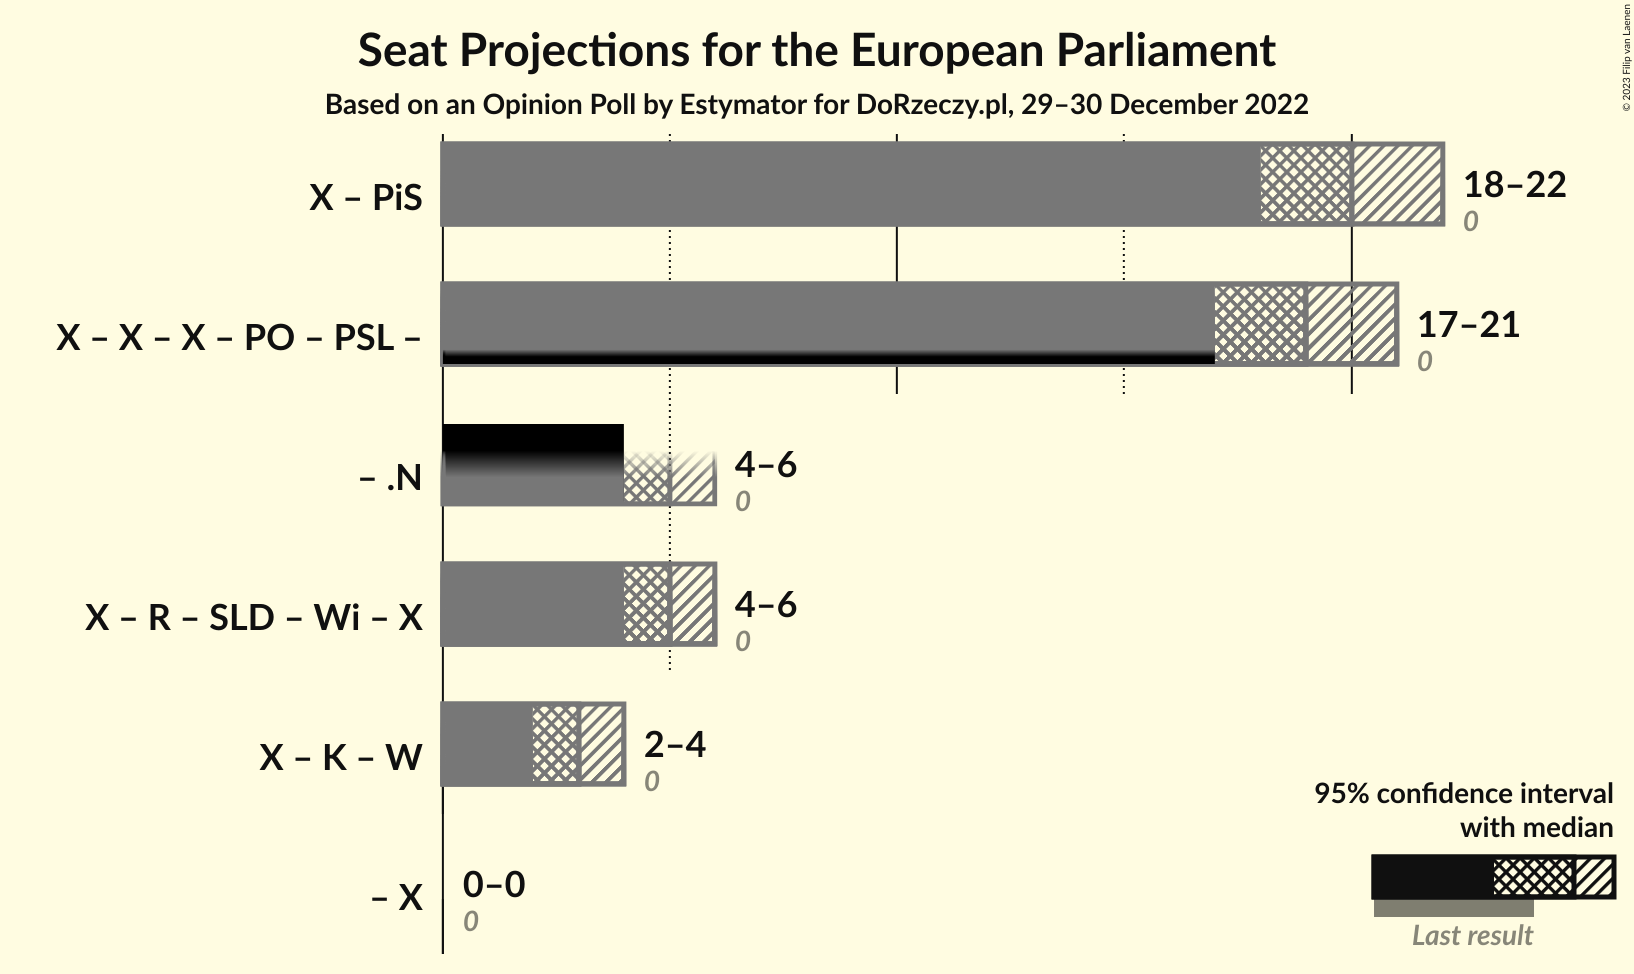 Seat Projections for the European Parliament
Based on an Opinion Poll by Estymator for DoRzeczy.pl, 29–30 December 2022
© 2023 Filip van Laenen
X – PiS
18–22
0
X – X – X – PO – PSL –
17–21
0
– .N
4–6
0
X – R – SLD – Wi – X
4–6
0
X – K – W
2–4
0
– X
0–0
0
95% confidence interval
with median
Last result